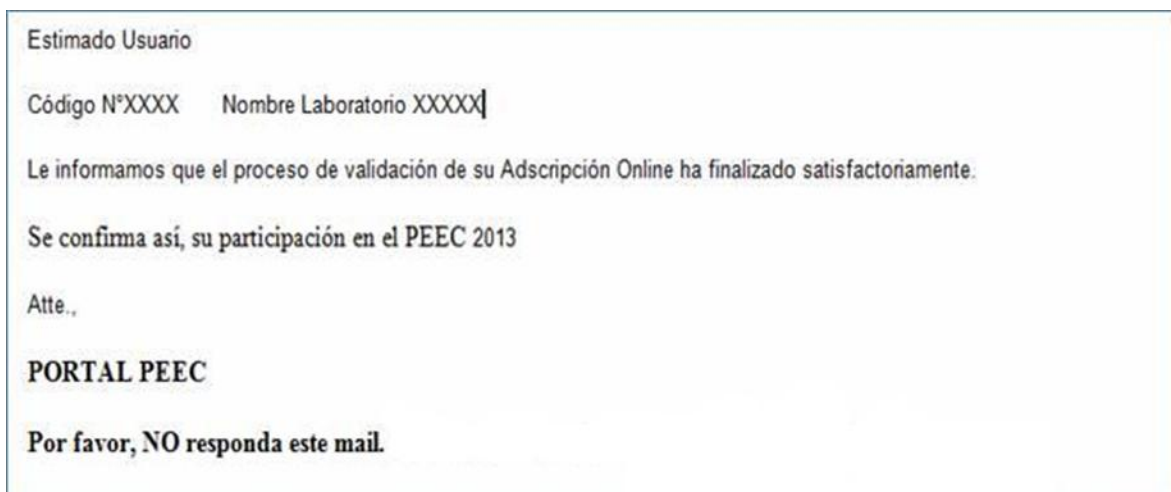 Estimado Usuario
Código N°XXXX Nombre Laboratorio XXXXX
Le informamos que el proceso de validación de su Adscripción Online ha finalizado satisfactoriamente.
Se confirma así, su participación en el PEEC 2013
Atte.,
PORTAL PEEC
Por favor, NO responda este mail.